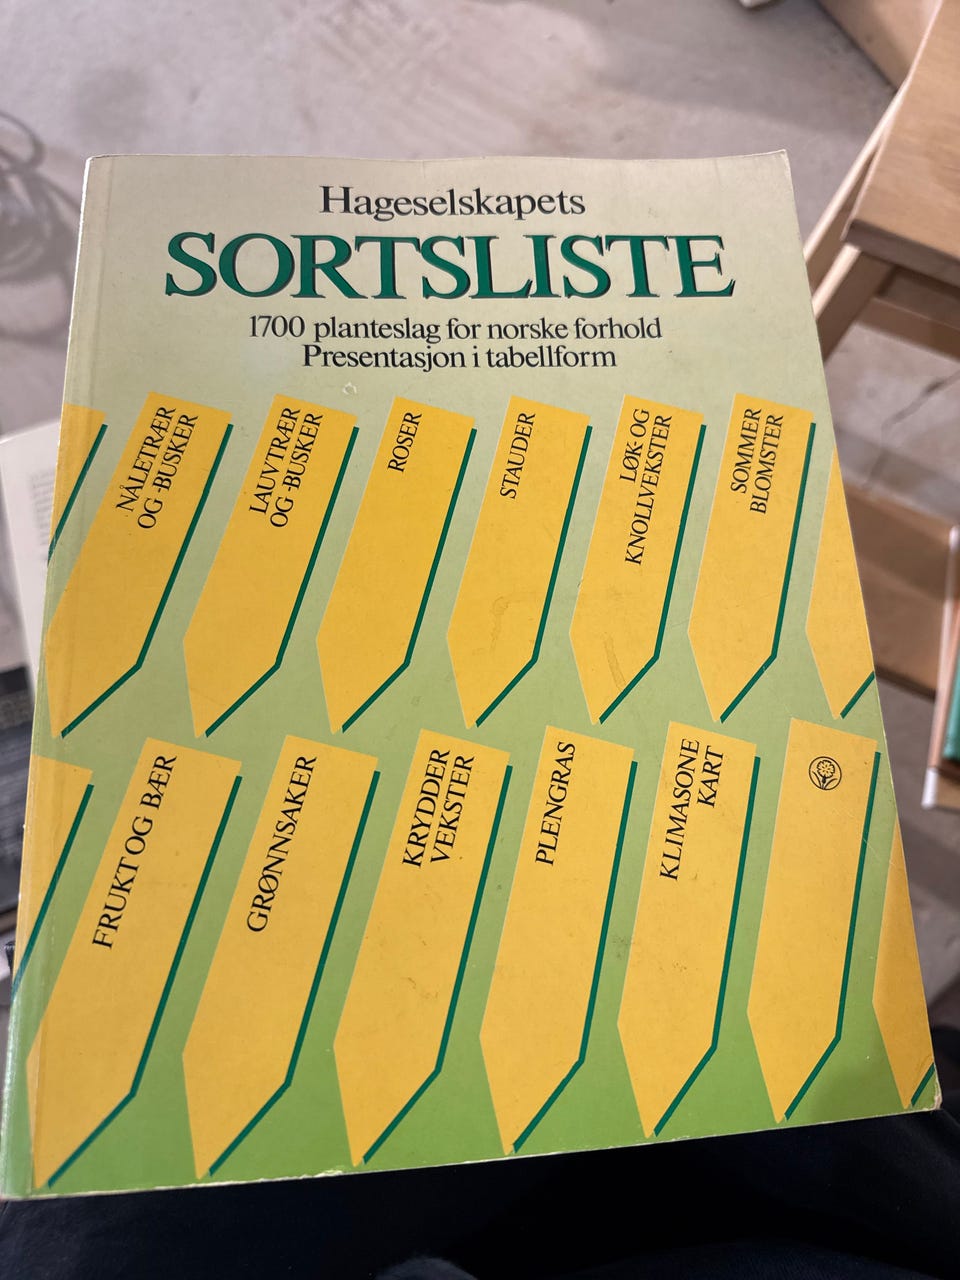 Hageselskapets
SORTSLISTE
1700 planteslag for norske forhold
Presentasjon i tabellform
NÅLETRÆR
OG -BUSKER
LAUVTRÆR
OG -BUSKER
ROSER
STAUDER
LØK- OG
KNOLLVEKSTER
SOMMER
BLOMSTER
FRUKT OG BÆR
GRØNNSAKER
KRYDDER
VEKSTER
PLENGRAS
KLIMASONE
KART